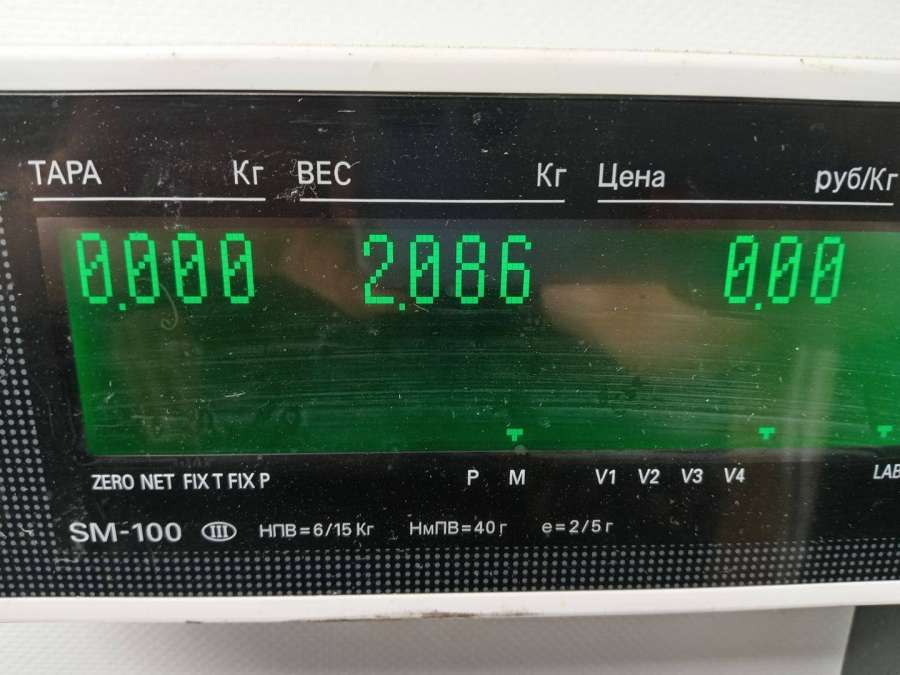 ТАРА Кг ВЕС Кг Цена руб/Кг
0.000 2.086 0.00
ZERO NET FIX T FIX P P M V1 V2 V3 V4 LAB
SM-100 III НПВ=6/15 Кг НмПВ=40 г e=2/5 г